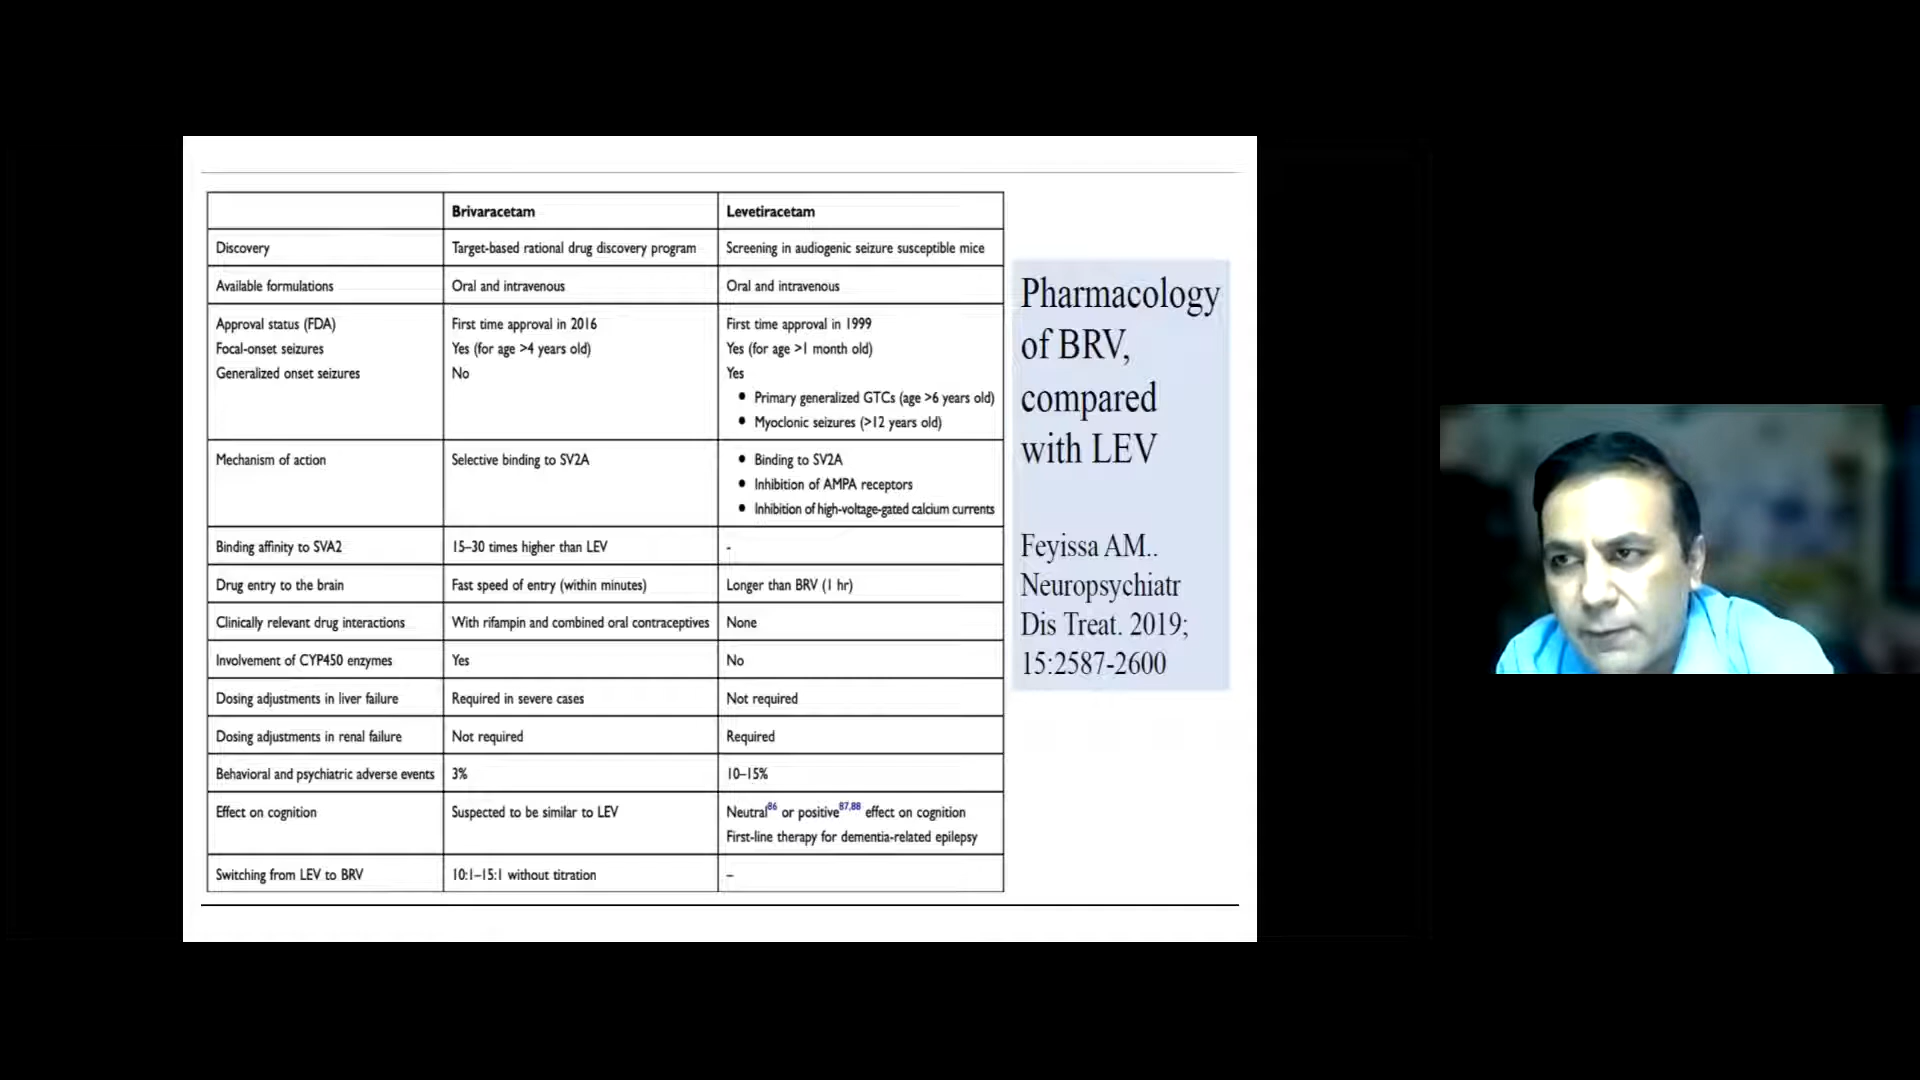 Brivaracetam Levetiracetam
Discovery Target-based rational drug discovery program Screening in audiogenic seizure susceptible mice
Available formulations Oral and intravenous Oral and intravenous
Approval status (FDA) First time approval in 2016 First time approval in 1999
Focal-onset seizures Yes (for age >4 years old) Yes (for age >1 month old)
Generalized onset seizures No Yes
• Primary generalized GTCs (age >6 years old)
• Myoclonic seizures (>12 years old)
Mechanism of action Selective binding to SV2A • Binding to SV2A
• Inhibition of AMPA receptors
• Inhibition of high-voltage-gated calcium currents
Binding affinity to SVA2 15–30 times higher than LEV -
Drug entry to the brain Fast speed of entry (within minutes) Longer than BRV (1 hr)
Clinically relevant drug interactions With rifampin and combined oral contraceptives None
Involvement of CYP450 enzymes Yes No
Dosing adjustments in liver failure Required in severe cases Not required
Dosing adjustments in renal failure Not required Required
Behavioral and psychiatric adverse events 3% 10–15%
Effect on cognition Suspected to be similar to LEV Neutral86 or positive87,88 effect on cognition
First-line therapy for dementia-related epilepsy
Switching from LEV to BRV 10:1–15:1 without titration –
Pharmacology
of BRV,
compared
with LEV
Feyissa AM..
Neuropsychiatr
Dis Treat. 2019;
15:2587-2600